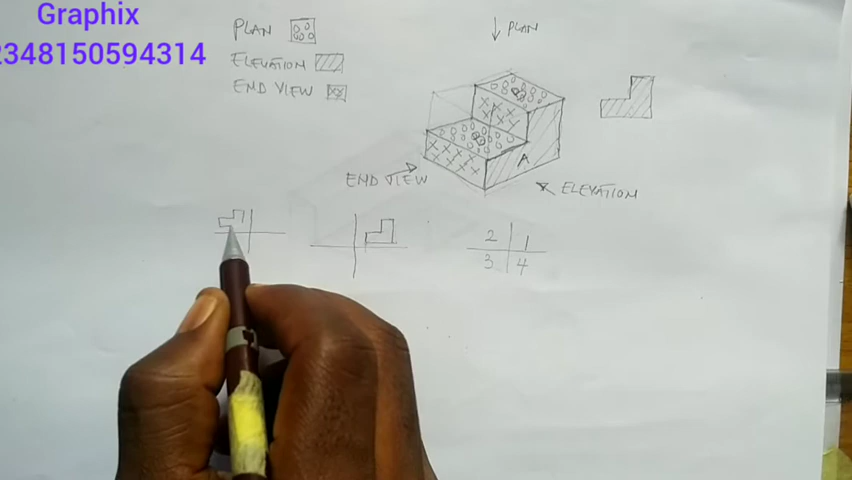 Graphix
2348150594314
PLAN
ELEVATION
END VIEW
PLAN
A
END VIEW
ELEVATION
2 1
3 4